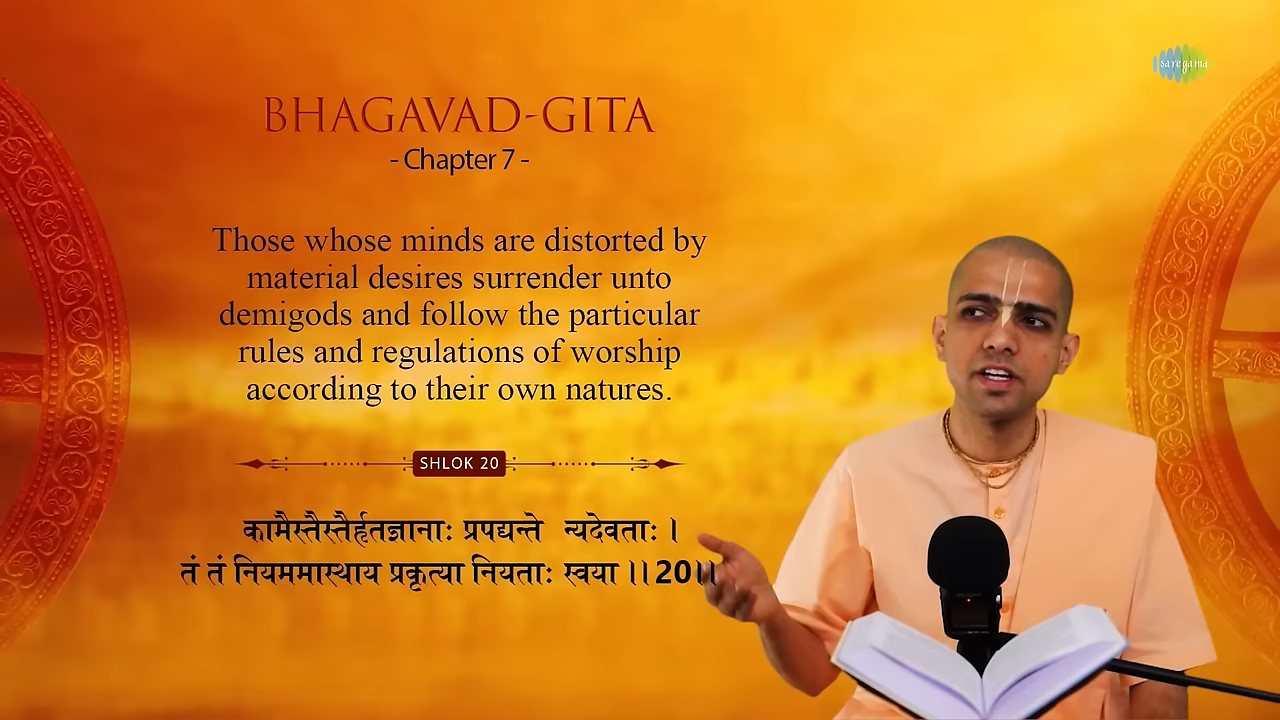 saregama
BHAGAVAD-GITA
- Chapter 7 -
Those whose minds are distorted by
material desires surrender unto
demigods and follow the particular
rules and regulations of worship
according to their own natures.
SHLOK 20
कामैस्तैस्तैर्हृतज्ञानाः प्रपद्यन्ते न्यदेवताः ।
तं तं नियममास्थाय प्रकृत्या नियताः स्वया ।। 20।।